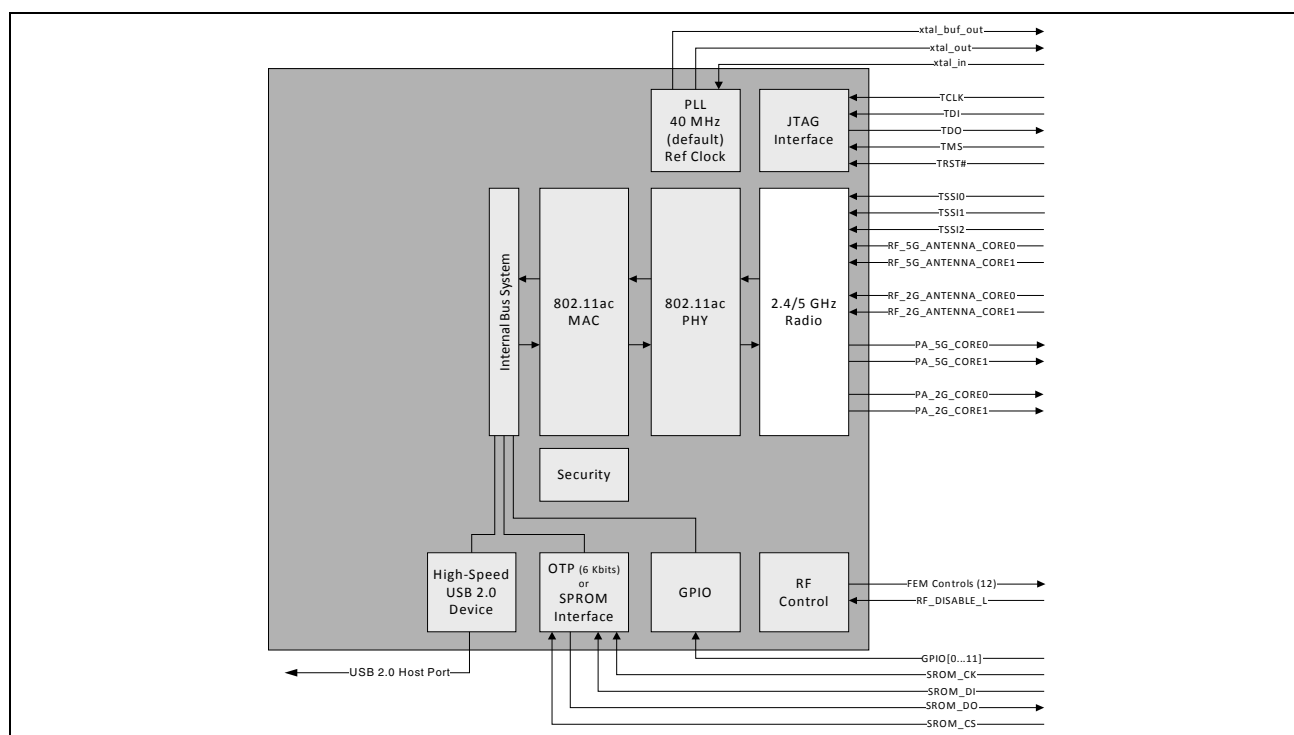 xtal_buf_out
xtal_out
xtal_in
PLL
40 MHz
(default)
Ref Clock
JTAG
Interface
TCLK
TDI
TDO
TMS
TRST#
Internal Bus System
802.11ac
MAC
802.11ac
PHY
2.4/5 GHz
Radio
TSSI0
TSSI1
TSSI2
RF_5G_ANTENNA_CORE0
RF_5G_ANTENNA_CORE1
RF_2G_ANTENNA_CORE0
RF_2G_ANTENNA_CORE1
PA_5G_CORE0
PA_5G_CORE1
PA_2G_CORE0
PA_2G_CORE1
Security
High-Speed
USB 2.0
Device
OTP (6 Kbits)
or
SPROM
Interface
GPIO
RF
Control
FEM Controls (12)
RF_DISABLE_L
USB 2.0 Host Port
GPIO[0...11]
SROM_CK
SROM_DI
SROM_DO
SROM_CS